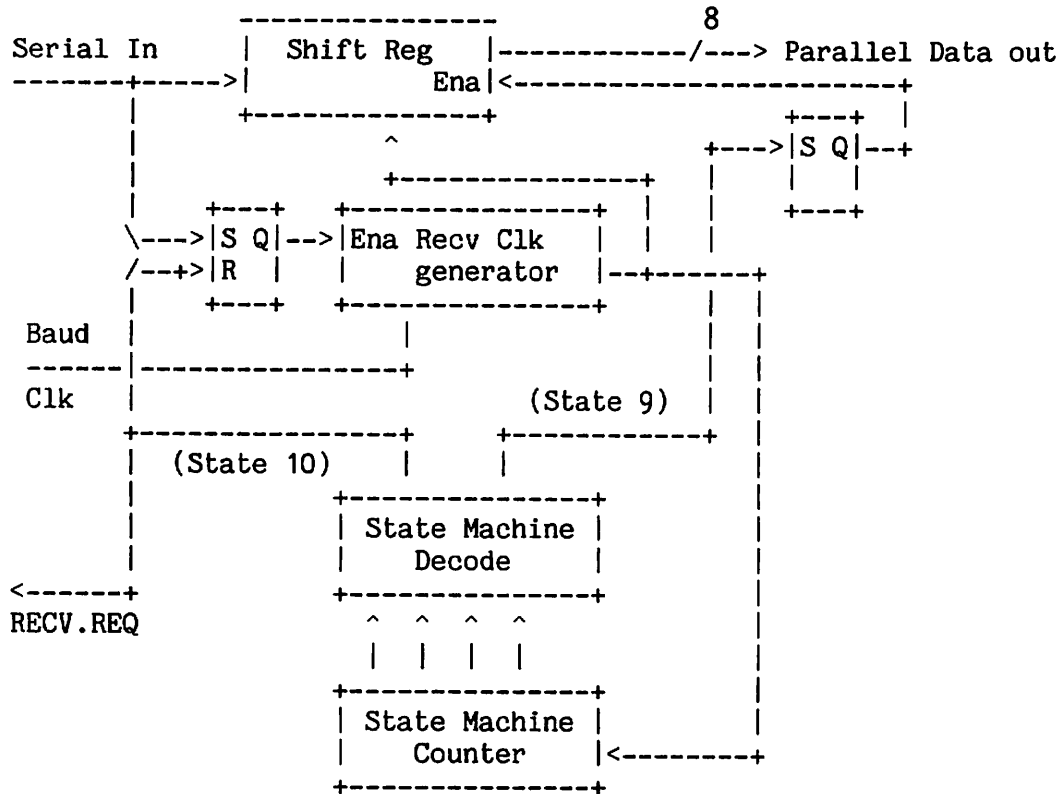 8
Serial In
Shift Reg
Parallel Data out
Ena
S Q
S Q
Ena Recv Clk
R
generator
Baud
Clk
(State 9)
(State 10)
State Machine
Decode
RECV.REQ
State Machine
Counter